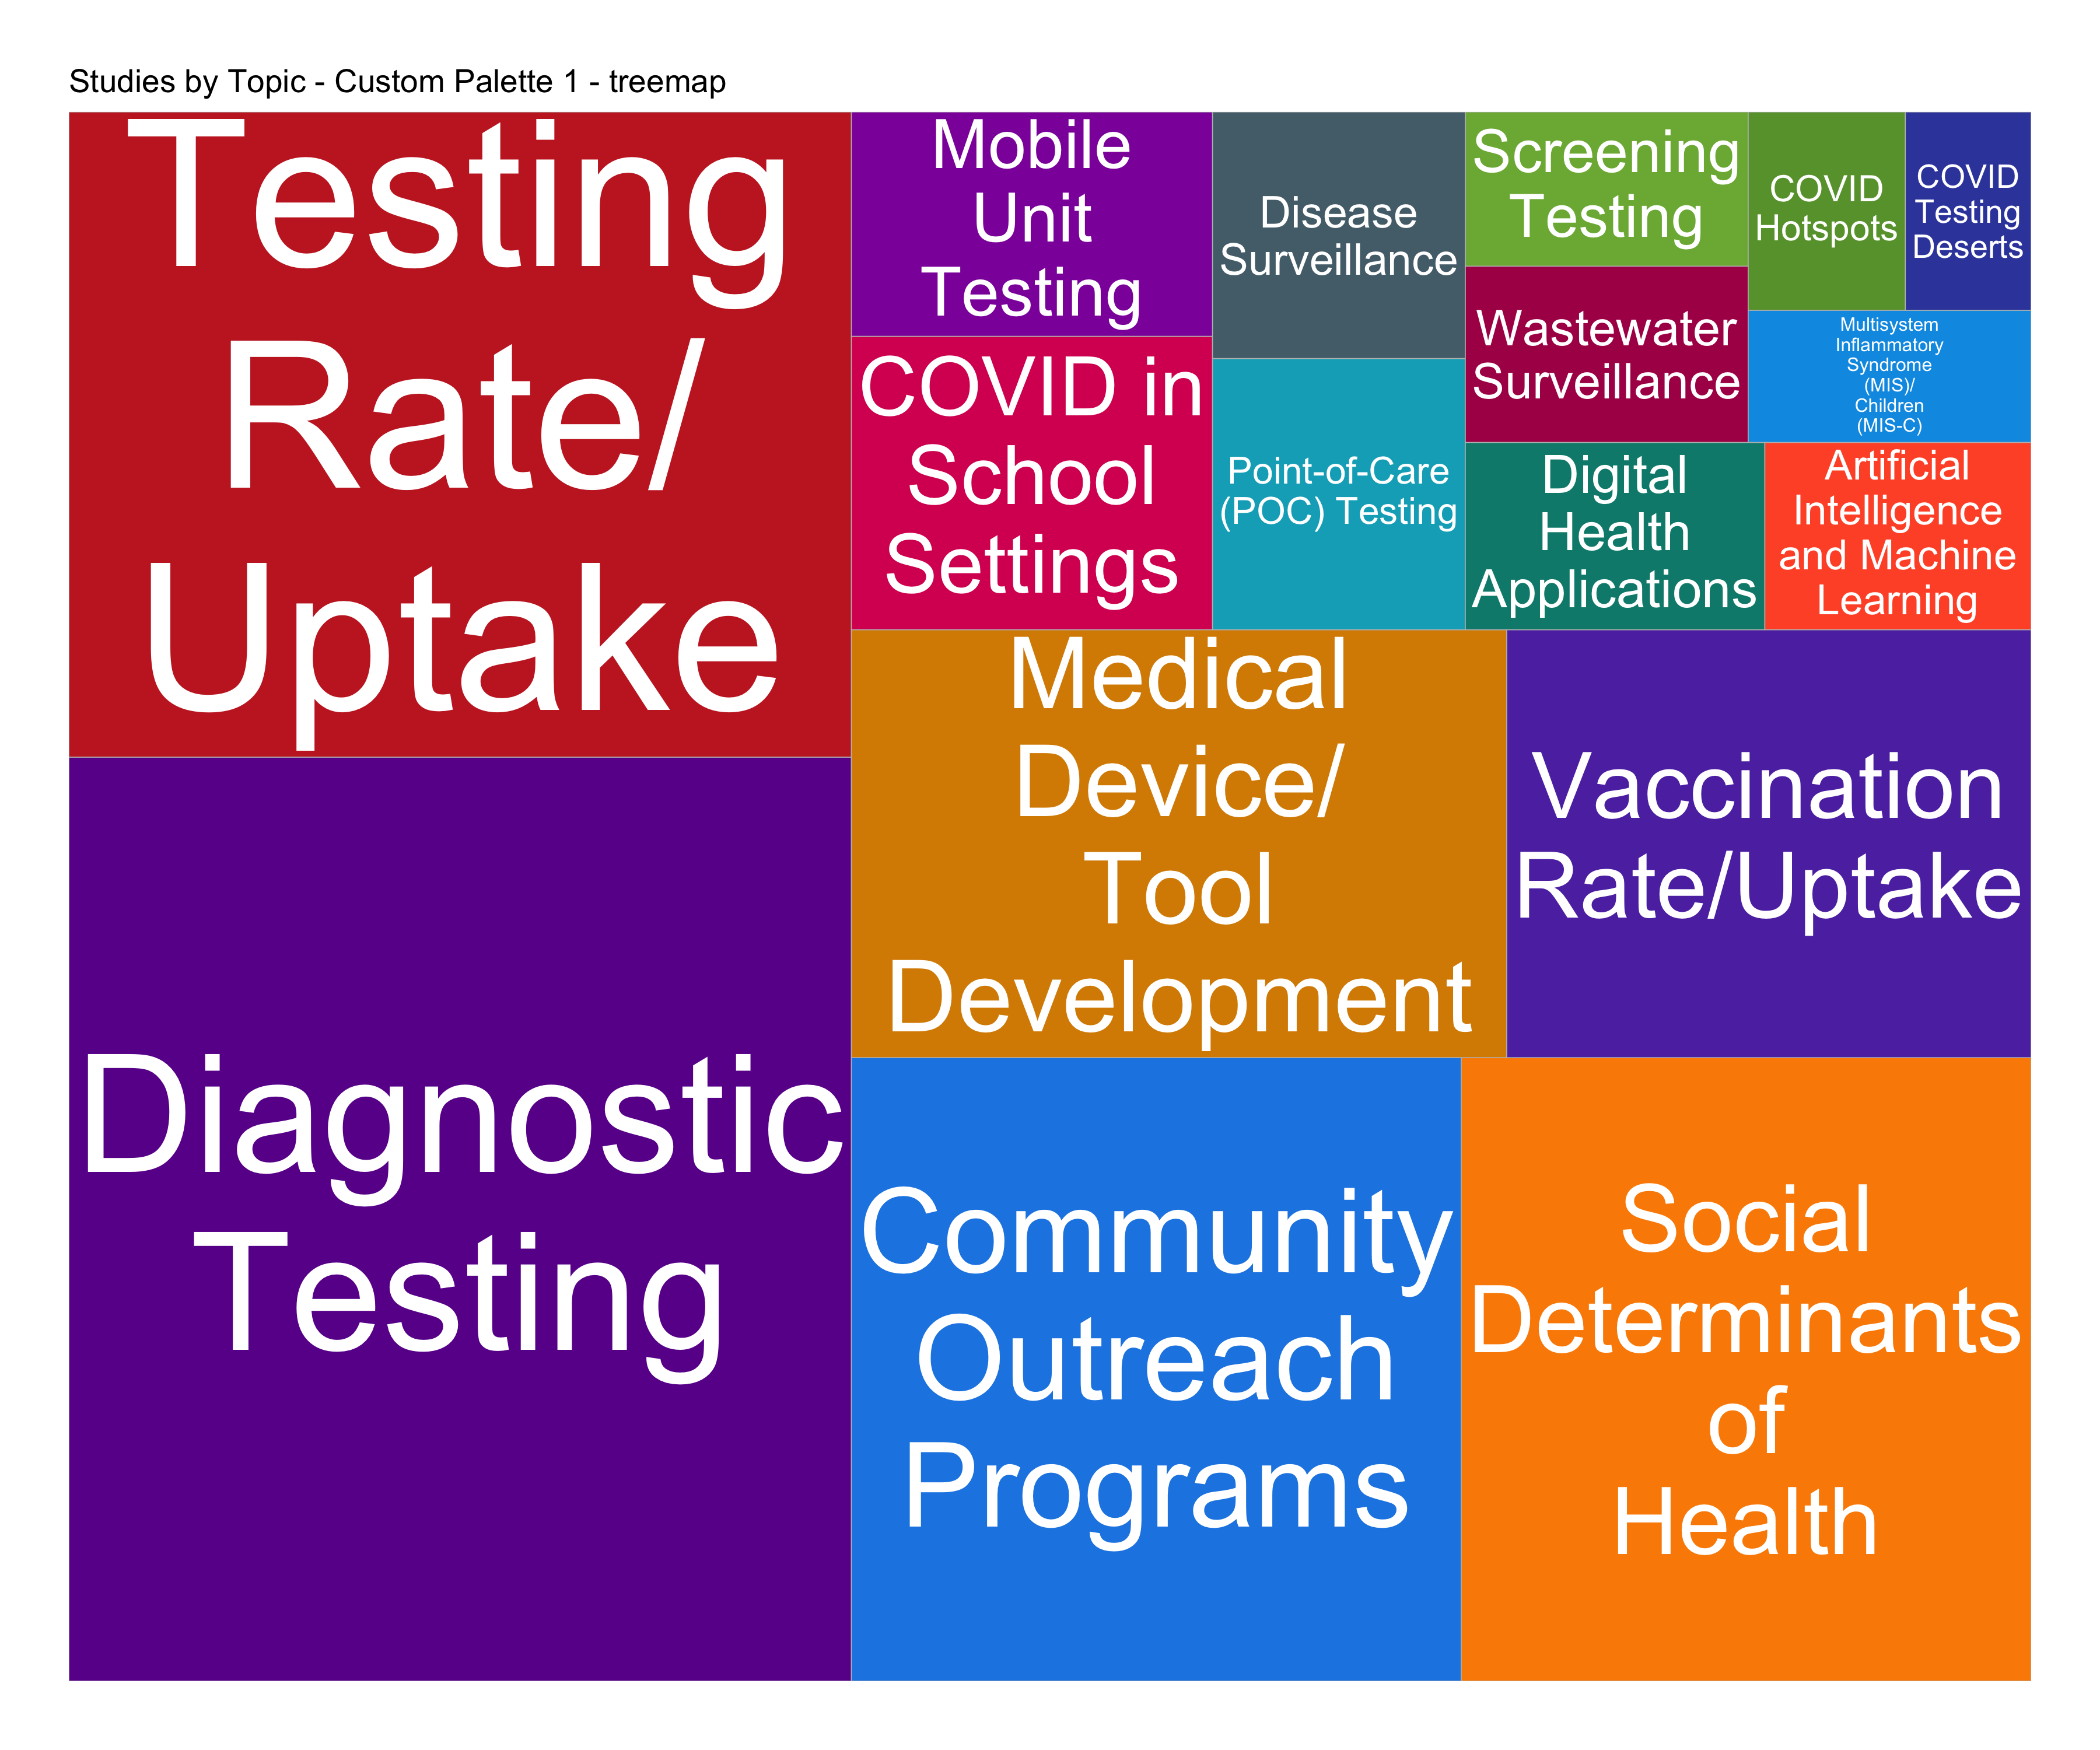 Studies by Topic - Custom Palette 1 - treemap
Testing
Rate/
Uptake
Diagnostic
Testing
Mobile
Unit
Testing
COVID in
School
Settings
Disease
Surveillance
Point-of-Care
(POC) Testing
Screening
Testing
Wastewater
Surveillance
COVID
Hotspots
COVID
Testing
Deserts
Multisystem
Inflammatory
Syndrome
(MIS)/
Children
(MIS-C)
Digital
Health
Applications
Artificial
Intelligence
and Machine
Learning
Medical
Device/
Tool
Development
Vaccination
Rate/Uptake
Community
Outreach
Programs
Social
Determinants
of
Health